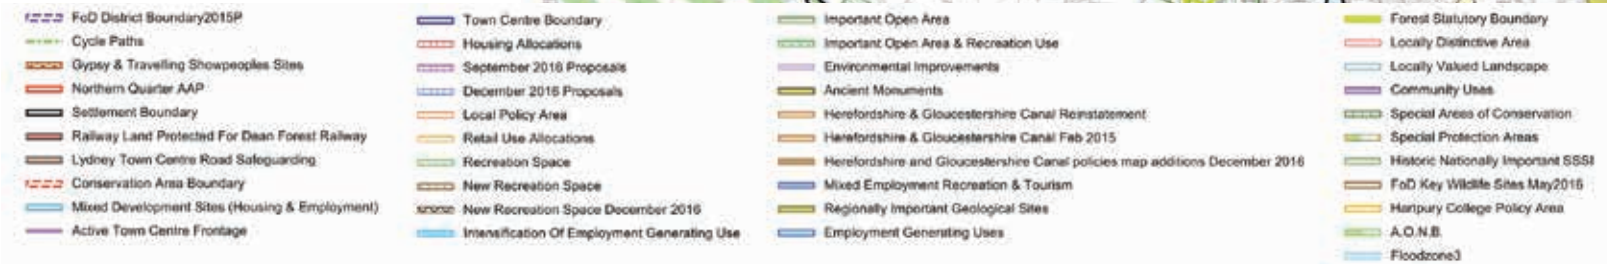 FoD District Boundary2015P
Cycle Paths
Gypsy & Travelling Showpeoples Sites
Northern Quarter AAP
Settlement Boundary
Railway Land Protected For Dean Forest Railway
Lydney Town Centre Road Safeguarding
Conservation Area Boundary
Mixed Development Sites (Housing & Employment)
Active Town Centre Frontage
Town Centre Boundary
Housing Allocations
September 2016 Proposals
December 2016 Proposals
Local Policy Area
Retail Use Allocations
Recreation Space
New Recreation Space
New Recreation Space December 2016
Intensification Of Employment Generating Use
Important Open Area
Important Open Area & Recreation Use
Environmental Improvements
Ancient Monuments
Herefordshire & Gloucestershire Canal Reinstatement
Herefordshire & Gloucestershire Canal Feb 2015
Herefordshire and Gloucestershire Canal policies map additions December 2016
Mixed Employment Recreation & Tourism
Regionally Important Geological Sites
Employment Generating Uses
Forest Statutory Boundary
Locally Distinctive Area
Locally Valued Landscape
Community Uses
Special Areas of Conservation
Special Protection Areas
Historic Nationally Important SSSI
FoD Key Wildlife Sites May2016
Hartpury College Policy Area
A.O.N.B.
Floodzone3